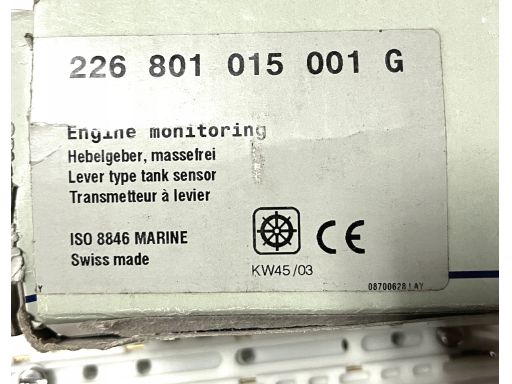 226 801 015 001 G
Engine monitoring
Hebelgeber, massefrei
Lever type tank sensor
Transmetteur à levier
ISO 8846 MARINE
Swiss made
CE
KW45/03
08700628 LAY
Y